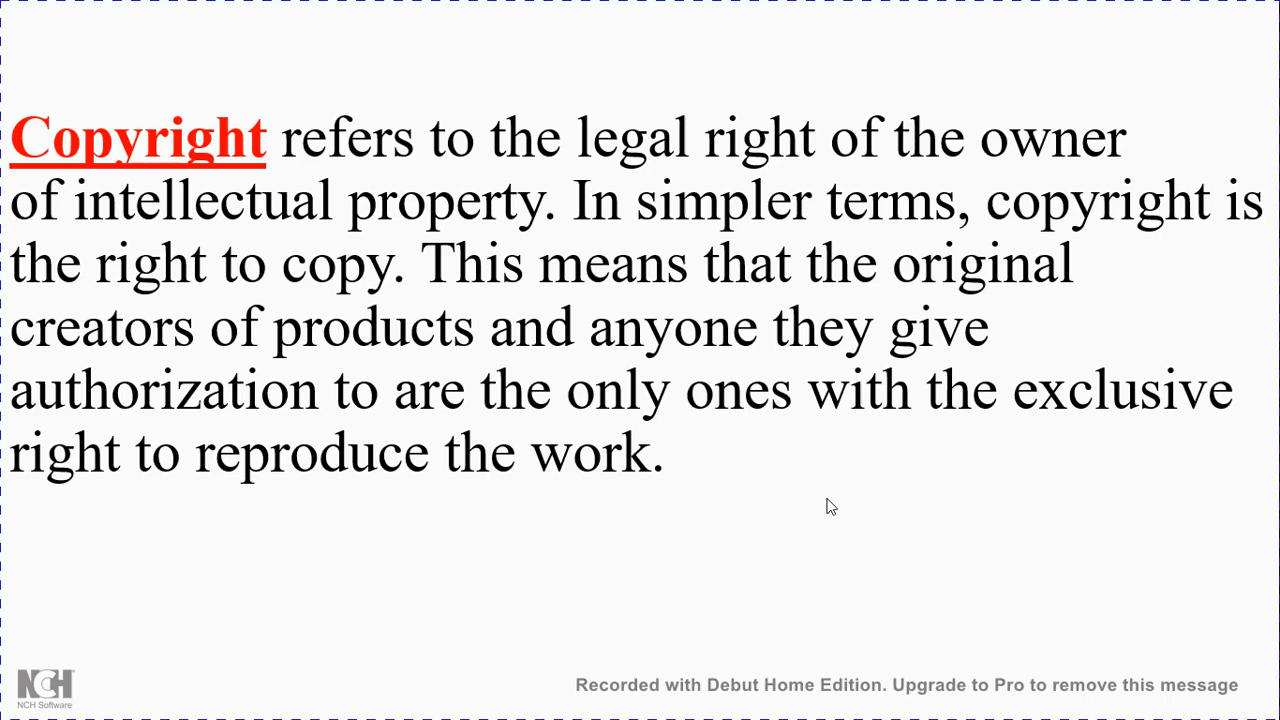 Copyright refers to the legal right of the owner
of intellectual property. In simpler terms, copyright is
the right to copy. This means that the original
creators of products and anyone they give
authorization to are the only ones with the exclusive
right to reproduce the work.
NCH
NCH Software
Recorded with Debut Home Edition. Upgrade to Pro to remove this message